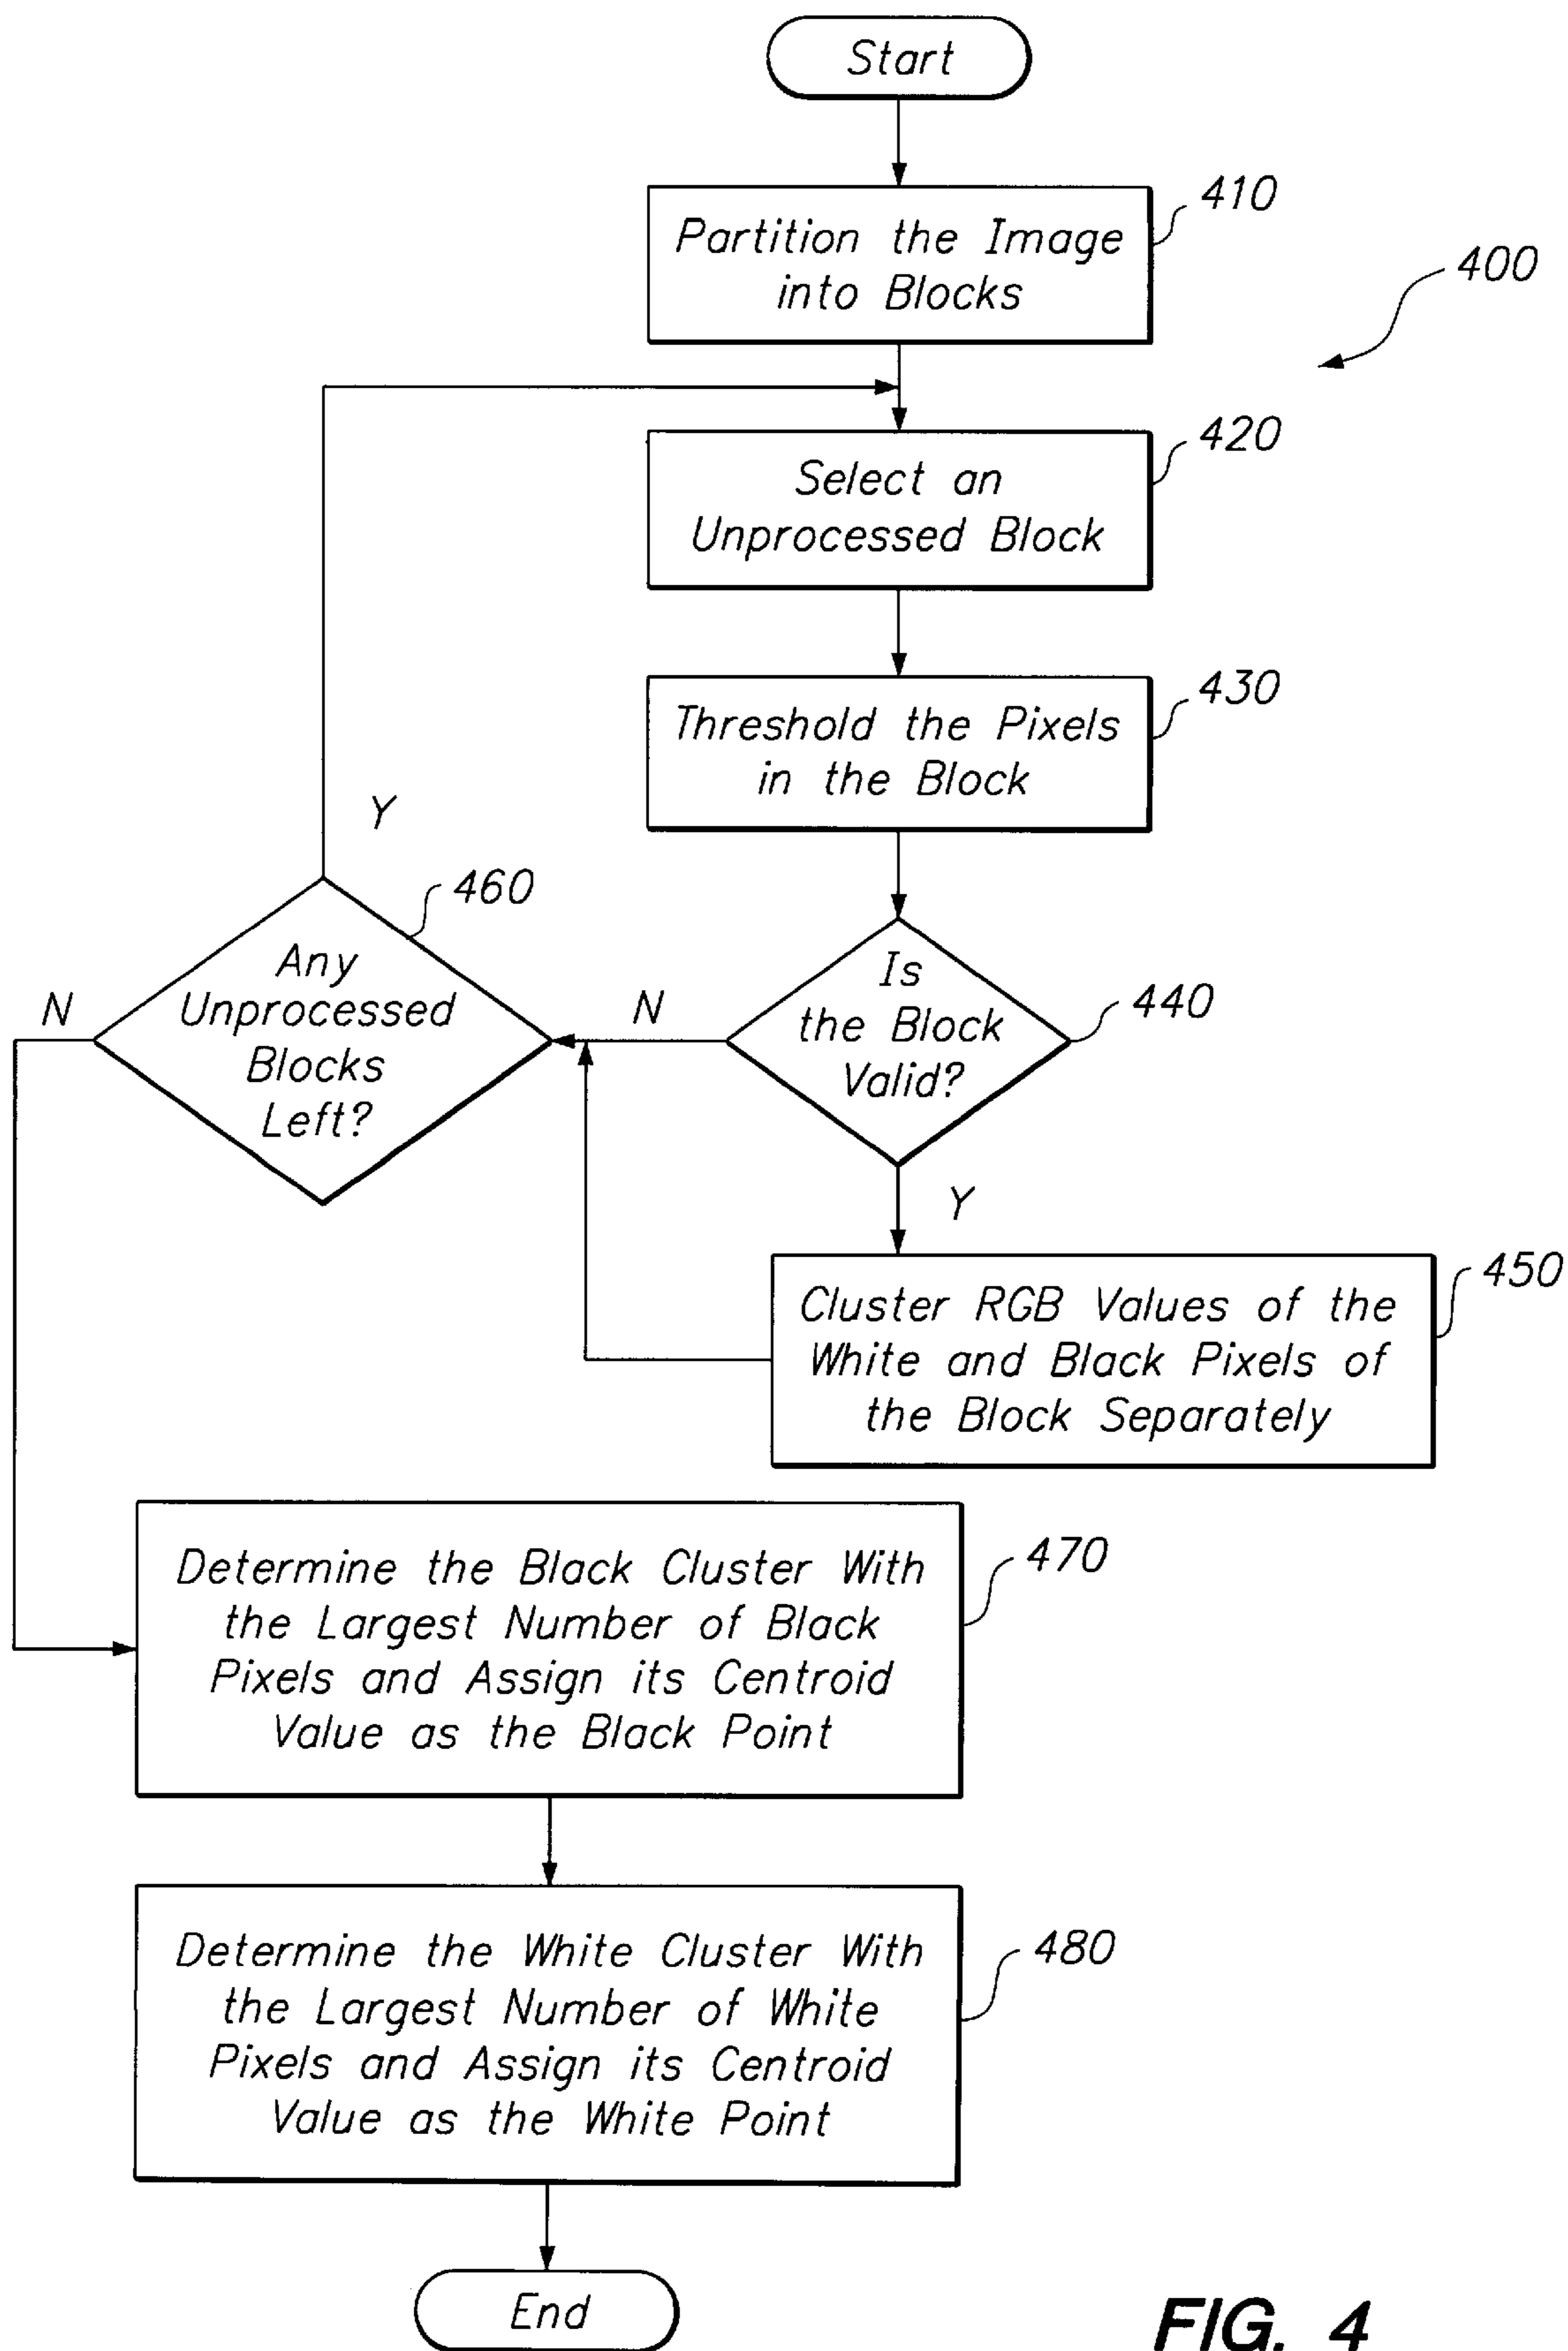 Start
410
Partition the Image
into Blocks
400
420
Select an
Unprocessed Block
430
Threshold the Pixels
in the Block
Y
460
Any
Unprocessed
Blocks
Left?
N
N
Is
the Block
Valid?
440
Y
450
Cluster RGB Values of the
White and Black Pixels of
the Block Separately
470
Determine the Black Cluster With
the Largest Number of Black
Pixels and Assign its Centroid
Value as the Black Point
480
Determine the White Cluster With
the Largest Number of White
Pixels and Assign its Centroid
Value as the White Point
End
FIG. 4